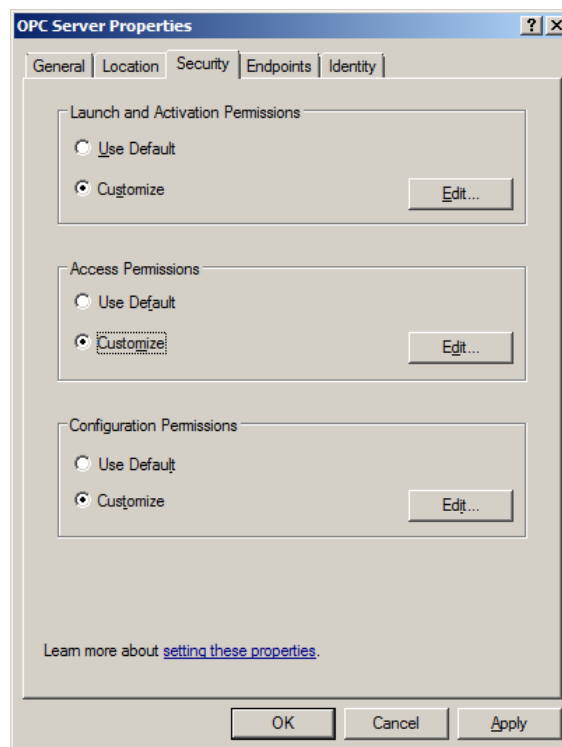 OPC Server Properties
General Location Security Endpoints Identity
Launch and Activation Permissions
Use Default
Customize
Edit...
Access Permissions
Use Default
Customize
Edit...
Configuration Permissions
Use Default
Customize
Edit...
Learn more about setting these properties.
OK Cancel Apply